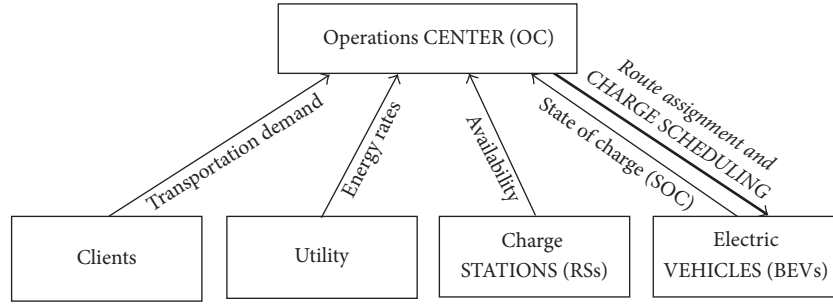 Operations CENTER (OC)
Transportation demand
Energy rates
Availability
State of charge (SOC)
Route assignment and
CHARGE SCHEDULING
Clients
Utility
Charge
STATIONS (RSs)
Electric
VEHICLES (BEVs)